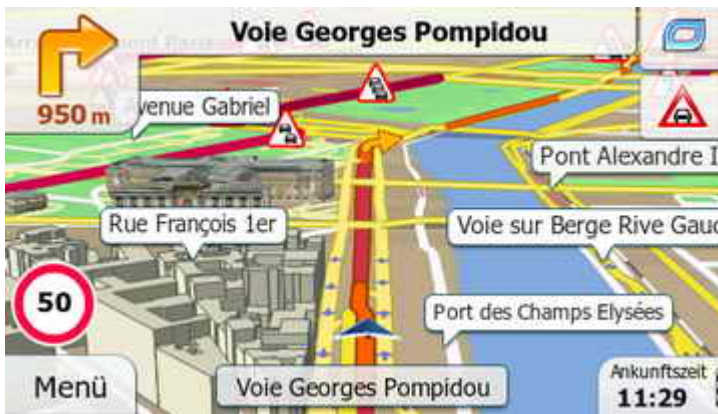 Voie Georges Pompidou
950 m
venue Gabriel
Pont Alexandre
Rue François 1er
Voie sur Berge Rive Gauc
50
Port des Champs Elysées
Menü
Voie Georges Pompidou
Ankunftszeit
11:29